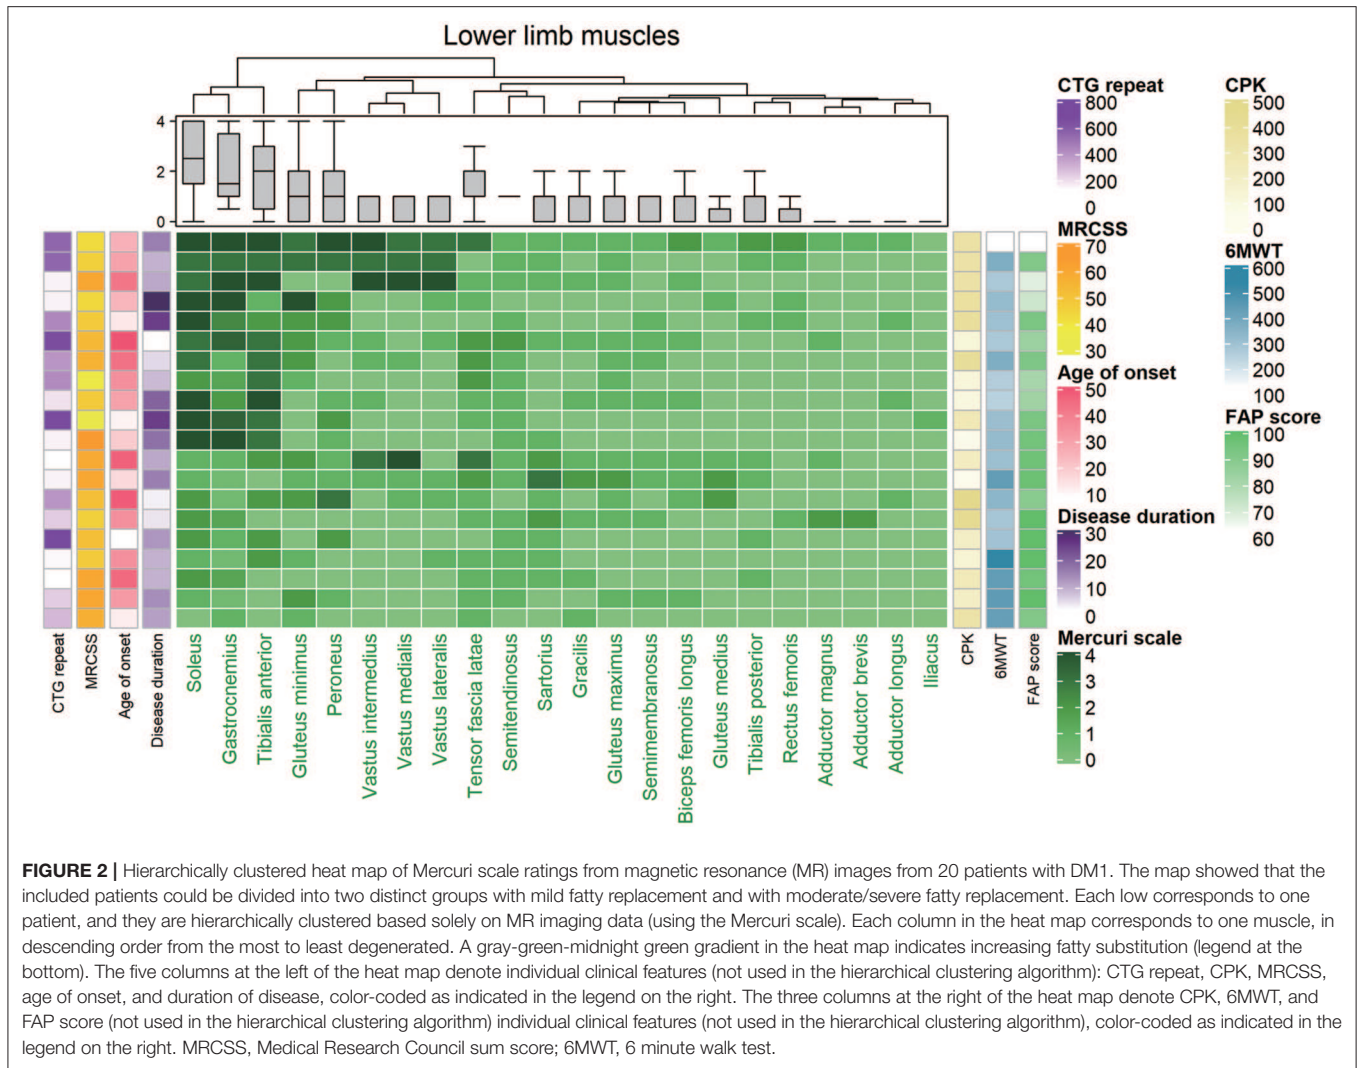 Lower limb muscles
4
2
0
CTG repeat
800
600
400
200
0
CPK
500
400
300
200
100
0
MRCSS
70
60
50
40
30
6MWT
600
500
400
300
200
100
Age of onset
50
40
30
20
10
FAP score
100
90
80
70
60
Disease duration
30
20
10
0
Mercuri scale
4
3
2
1
0
CTG repeat
MRCSS
Age of onset
Disease duration
Soleus
Gastrocnemius
Tibialis anterior
Gluteus minimus
Peroneus
Vastus intermedius
Vastus medialis
Vastus lateralis
Tensor fascia latae
Semitendinosus
Sartorius
Gracilis
Gluteus maximus
Semimembranosus
Biceps femoris longus
Gluteus medius
Tibialis posterior
Rectus femoris
Adductor magnus
Adductor brevis
Adductor longus
Iliacus
CPK
6MWT
FAP score
FIGURE 2 | Hierarchically clustered heat map of Mercuri scale ratings from magnetic resonance (MR) images from 20 patients with DM1. The map showed that the
included patients could be divided into two distinct groups with mild fatty replacement and with moderate/severe fatty replacement. Each low corresponds to one
patient, and they are hierarchically clustered based solely on MR imaging data (using the Mercuri scale). Each column in the heat map corresponds to one muscle, in
descending order from the most to least degenerated. A gray-green-midnight green gradient in the heat map indicates increasing fatty substitution (legend at the
bottom). The five columns at the left of the heat map denote individual clinical features (not used in the hierarchical clustering algorithm): CTG repeat, CPK, MRCSS,
age of onset, and duration of disease, color-coded as indicated in the legend on the right. The three columns at the right of the heat map denote CPK, 6MWT, and
FAP score (not used in the hierarchical clustering algorithm) individual clinical features (not used in the hierarchical clustering algorithm), color-coded as indicated in the
legend on the right. MRCSS, Medical Research Council sum score; 6MWT, 6 minute walk test.